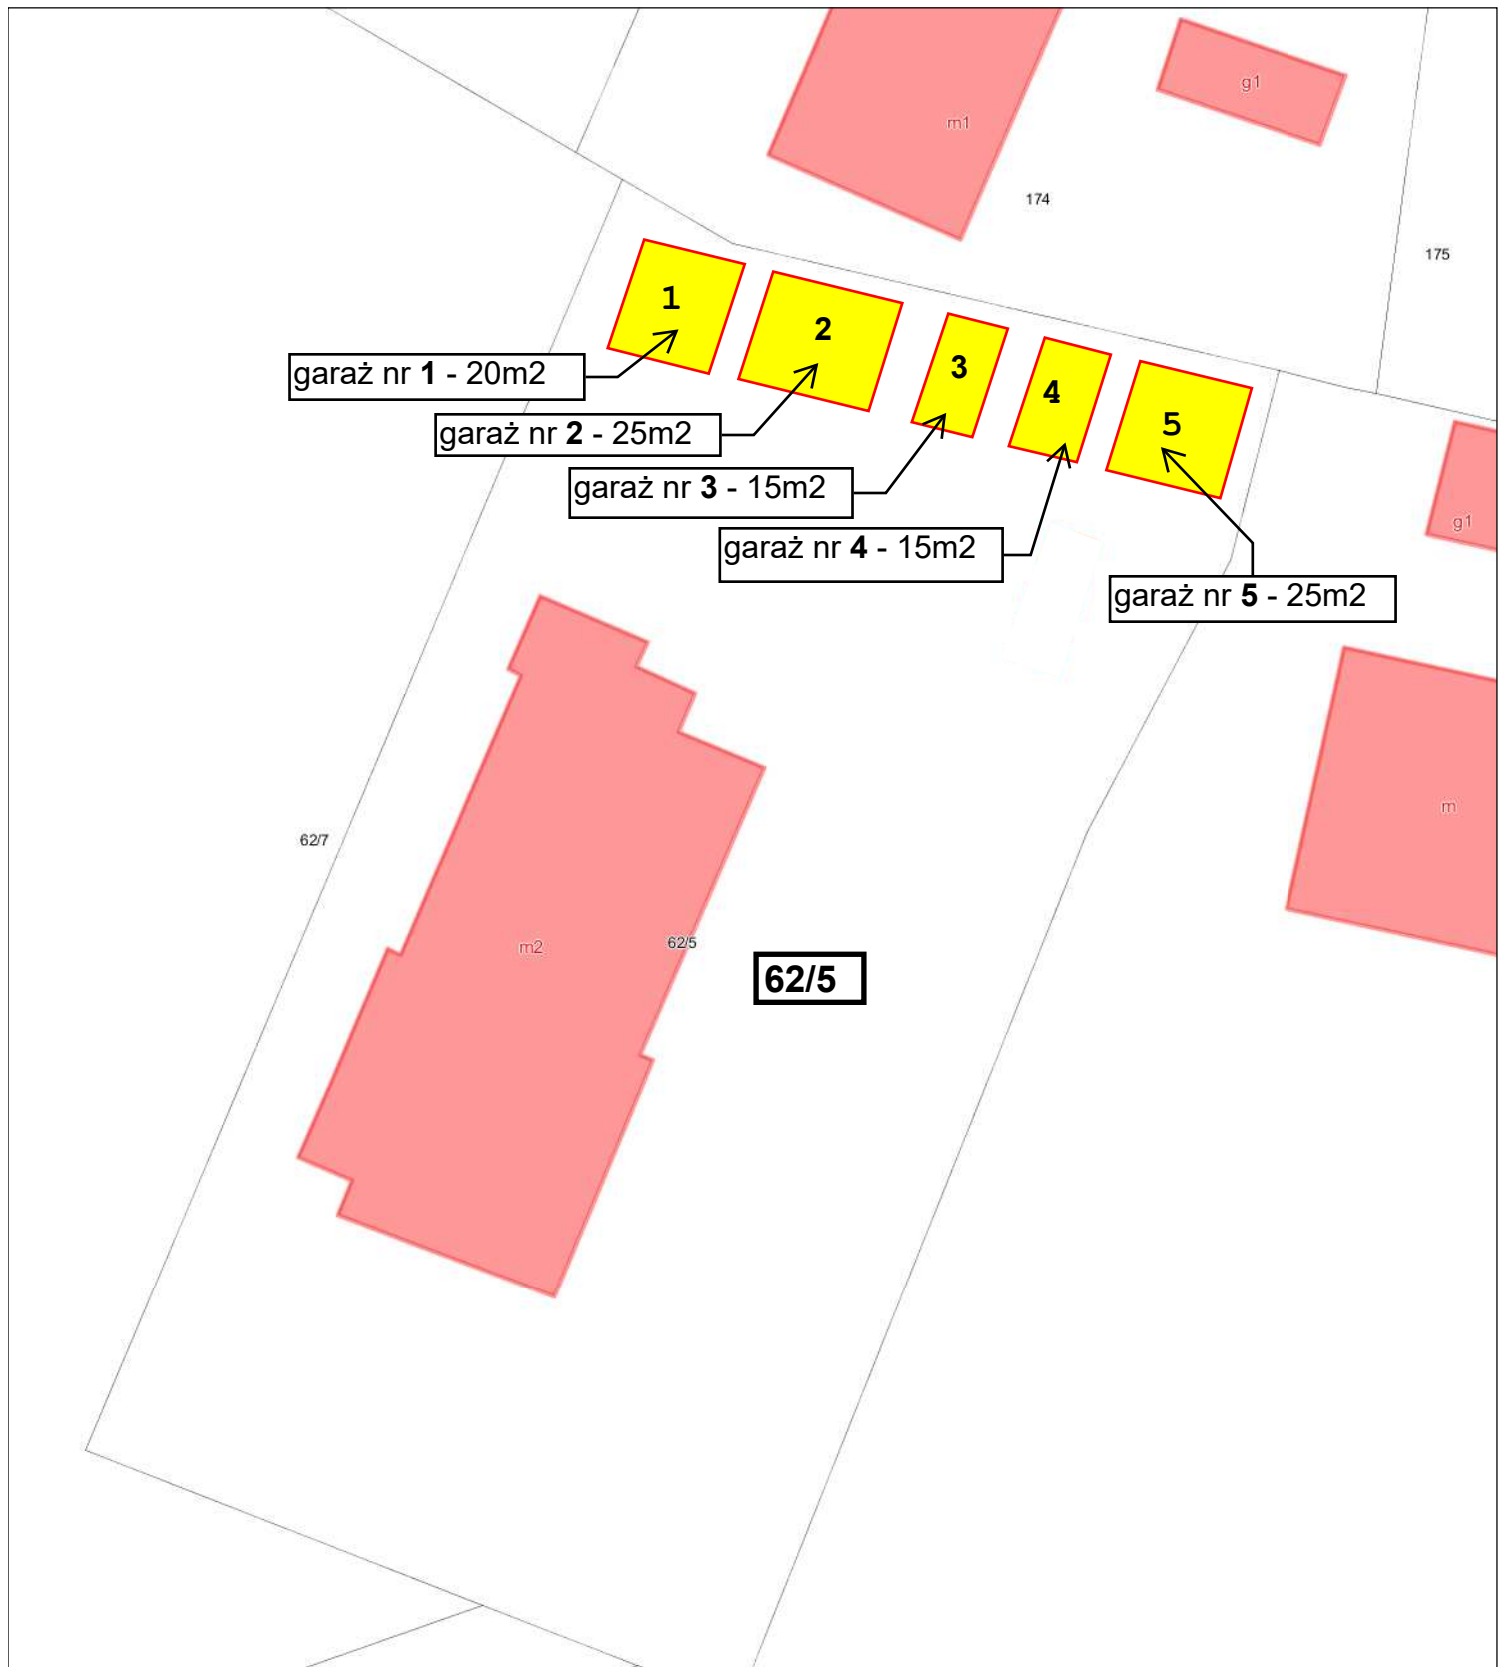 g1
m1
174
175
1
2
3
4
5
garaż nr 1 - 20m2
garaż nr 2 - 25m2
garaż nr 3 - 15m2
garaż nr 4 - 15m2
garaż nr 5 - 25m2
g1
m
62/7
m2
62/5
62/5